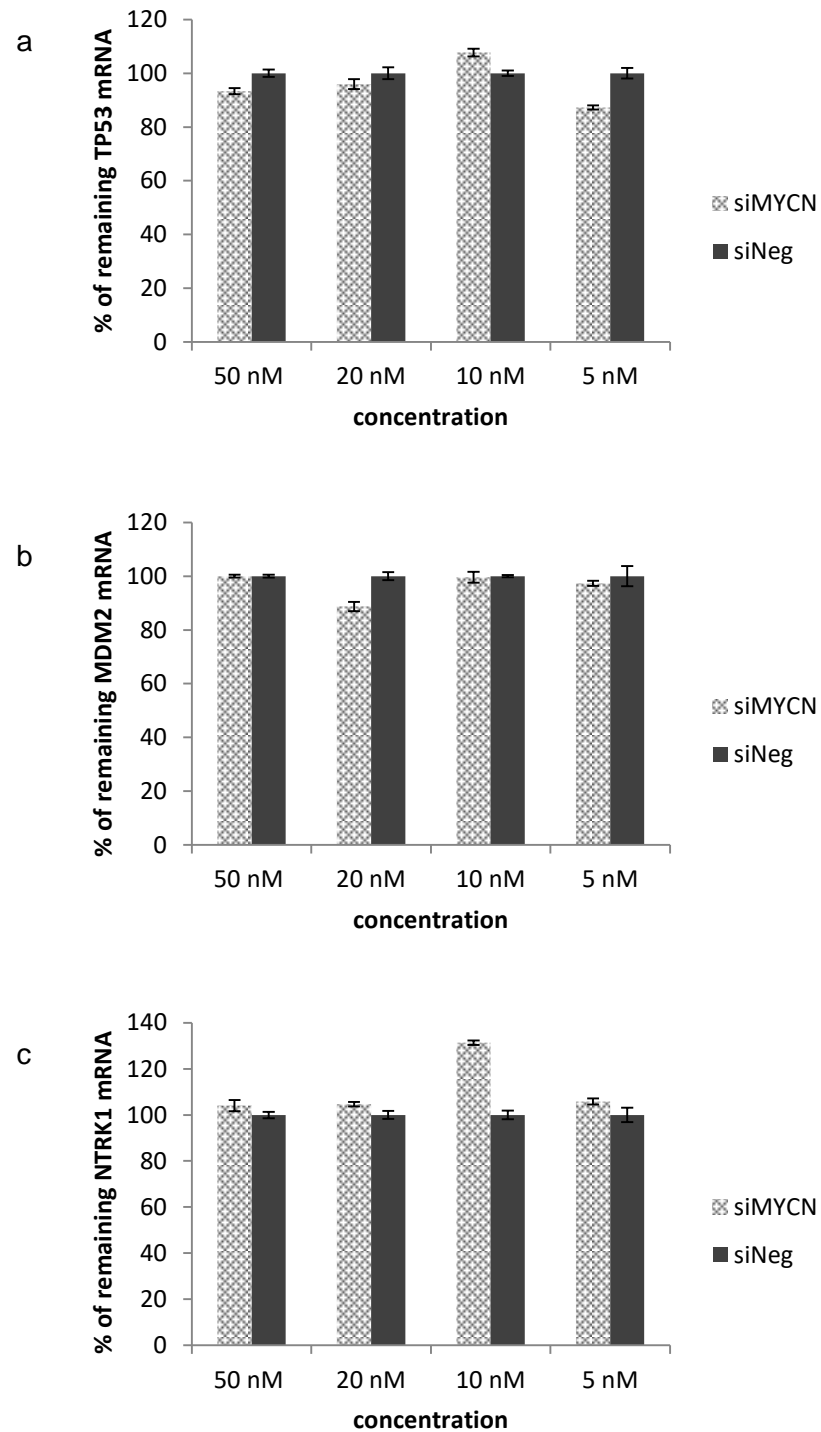 a
% of remaining TP53 mRNA
120
100
80
60
40
20
0
50 nM 20 nM 10 nM 5 nM
concentration
siMYCN
siNeg
b
% of remaining MDM2 mRNA
120
100
80
60
40
20
0
50 nM 20 nM 10 nM 5 nM
concentration
siMYCN
siNeg
c
% of remaining NTRK1 mRNA
140
120
100
80
60
40
20
0
50 nM 20 nM 10 nM 5 nM
concentration
siMYCN
siNeg